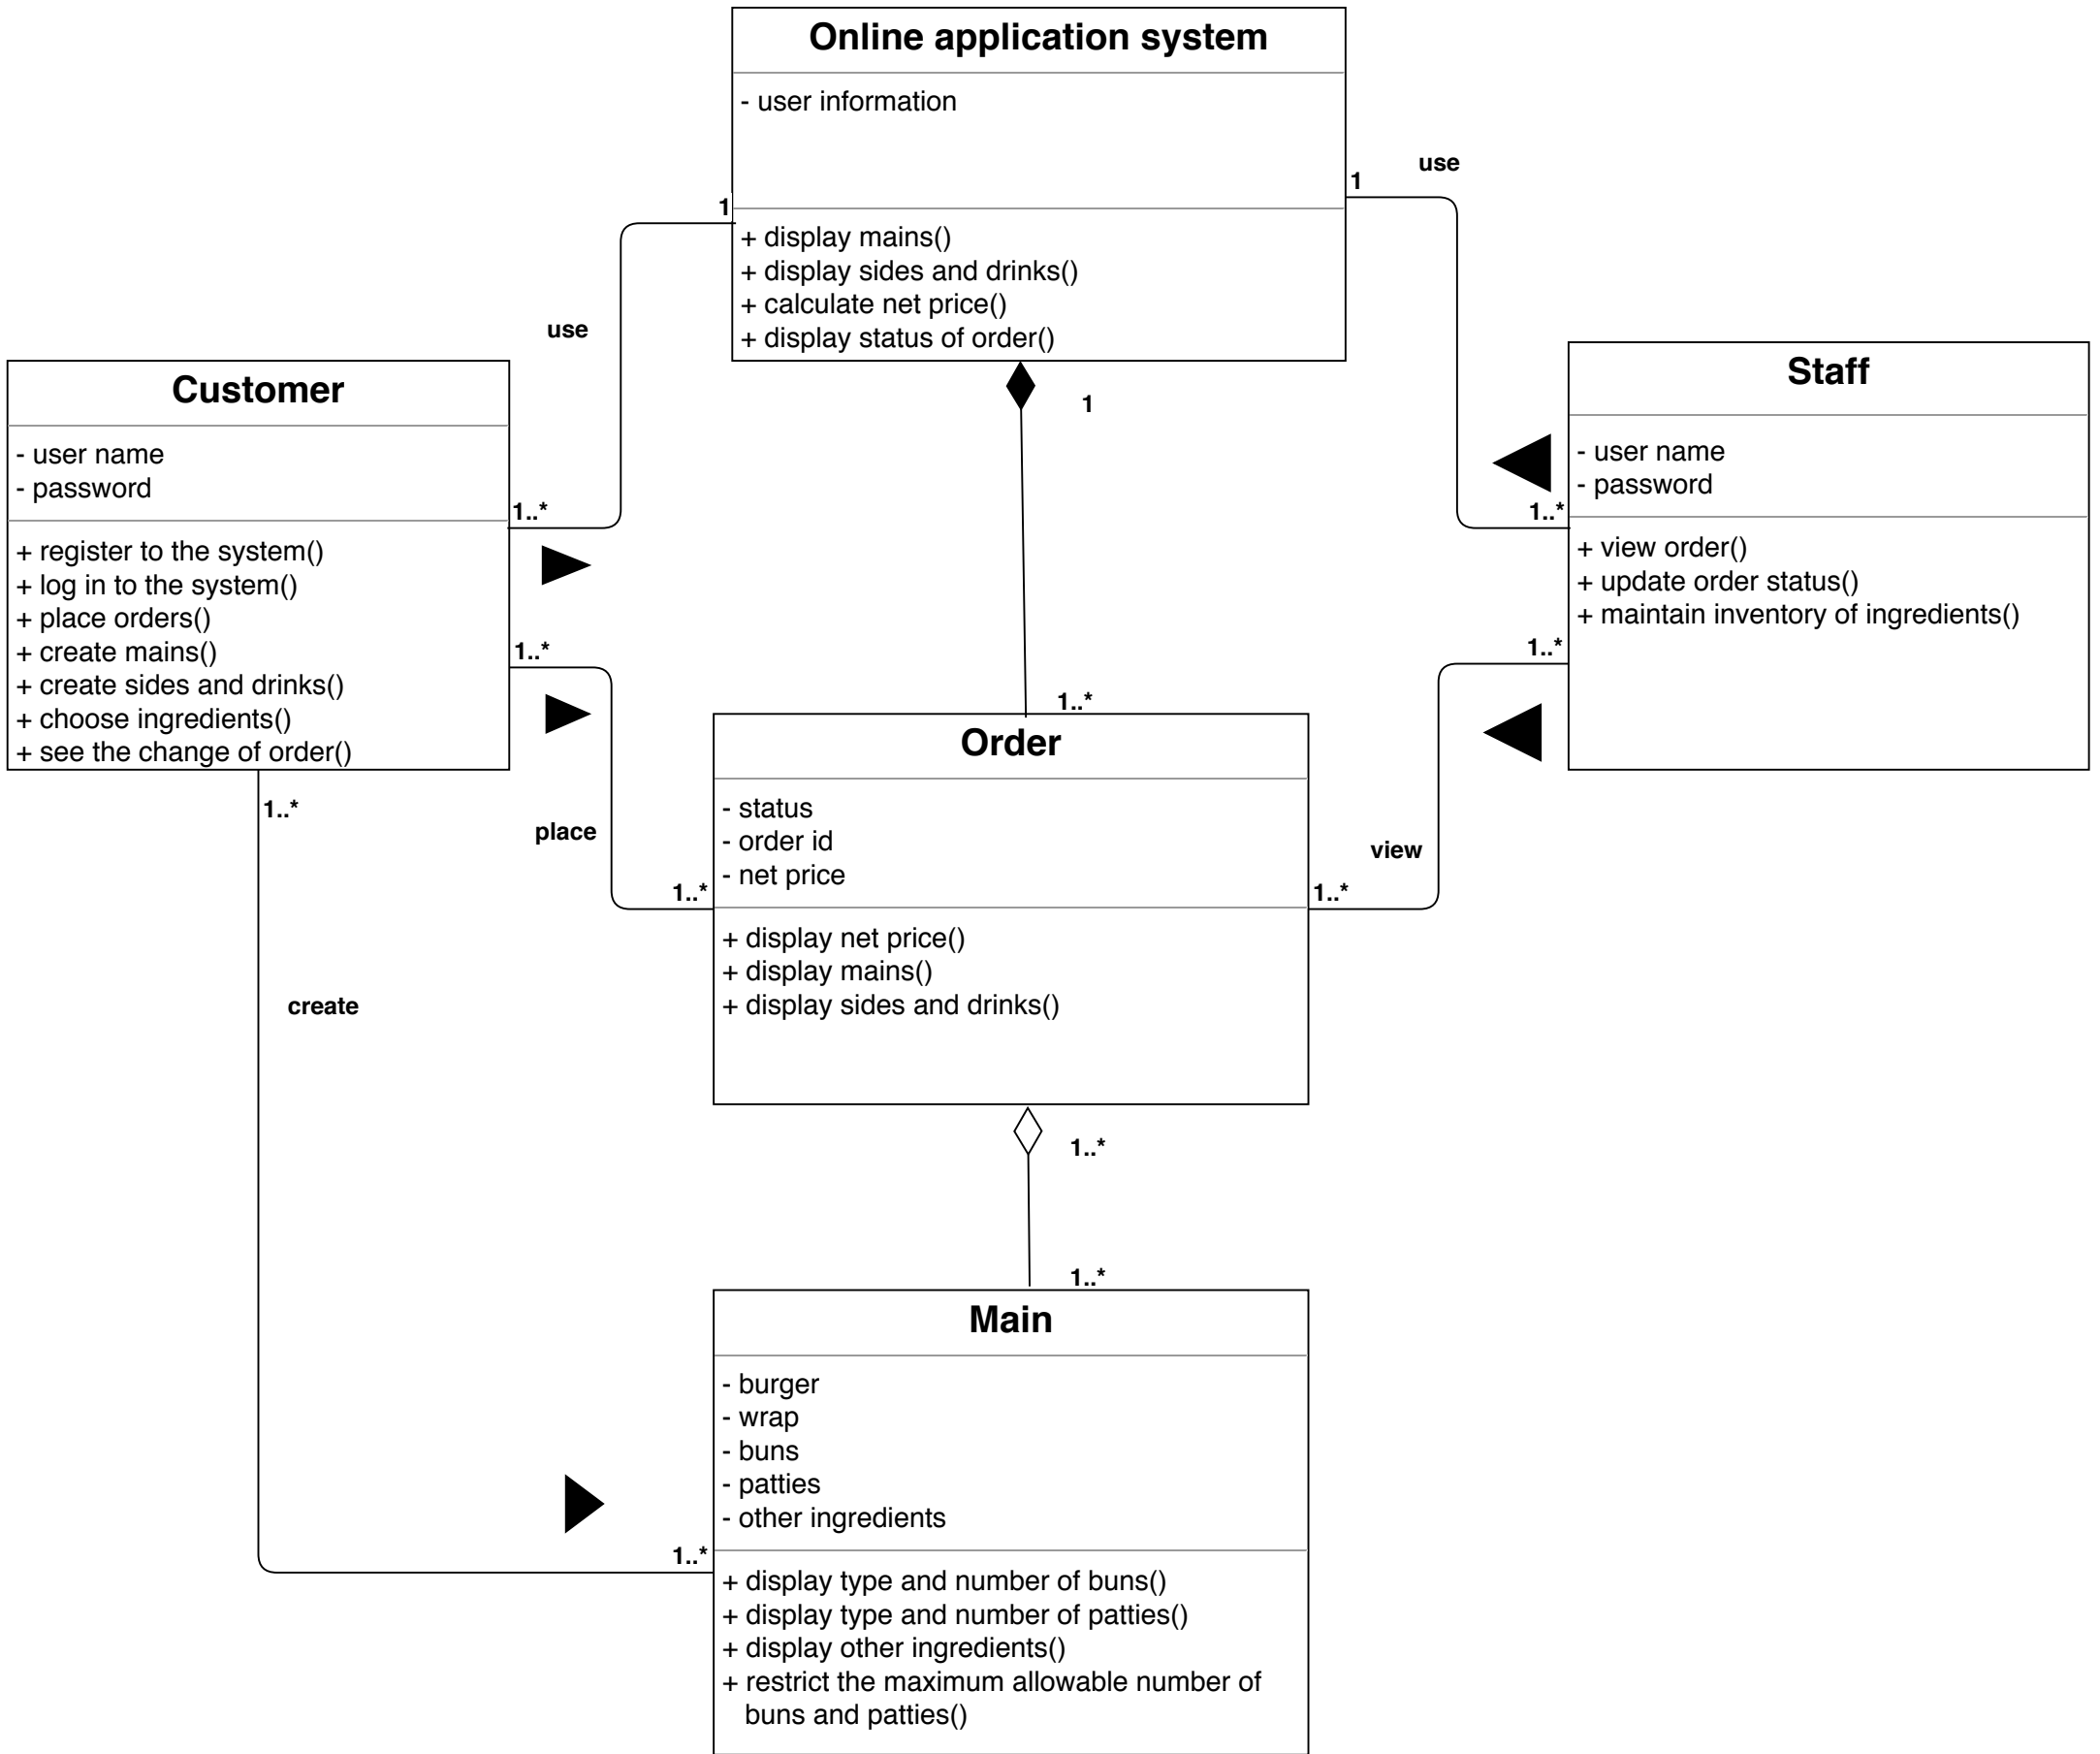 Online application system
- user information
+ display mains()
+ display sides and drinks()
+ calculate net price()
+ display status of order()
use
1
1
use
Customer
- user name
- password
+ register to the system()
+ log in to the system()
+ place orders()
+ create mains()
+ create sides and drinks()
+ choose ingredients()
+ see the change of order()
1..*
1..*
1..*
Staff
- user name
- password
+ view order()
+ update order status()
+ maintain inventory of ingredients()
1..*
1..*
1
1..*
place
1..*
view
1..*
Order
- status
- order id
- net price
+ display net price()
+ display mains()
+ display sides and drinks()
create
1..*
1..*
1..*
Main
- burger
- wrap
- buns
- patties
- other ingredients
+ display type and number of buns()
+ display type and number of patties()
+ display other ingredients()
+ restrict the maximum allowable number of
buns and patties()